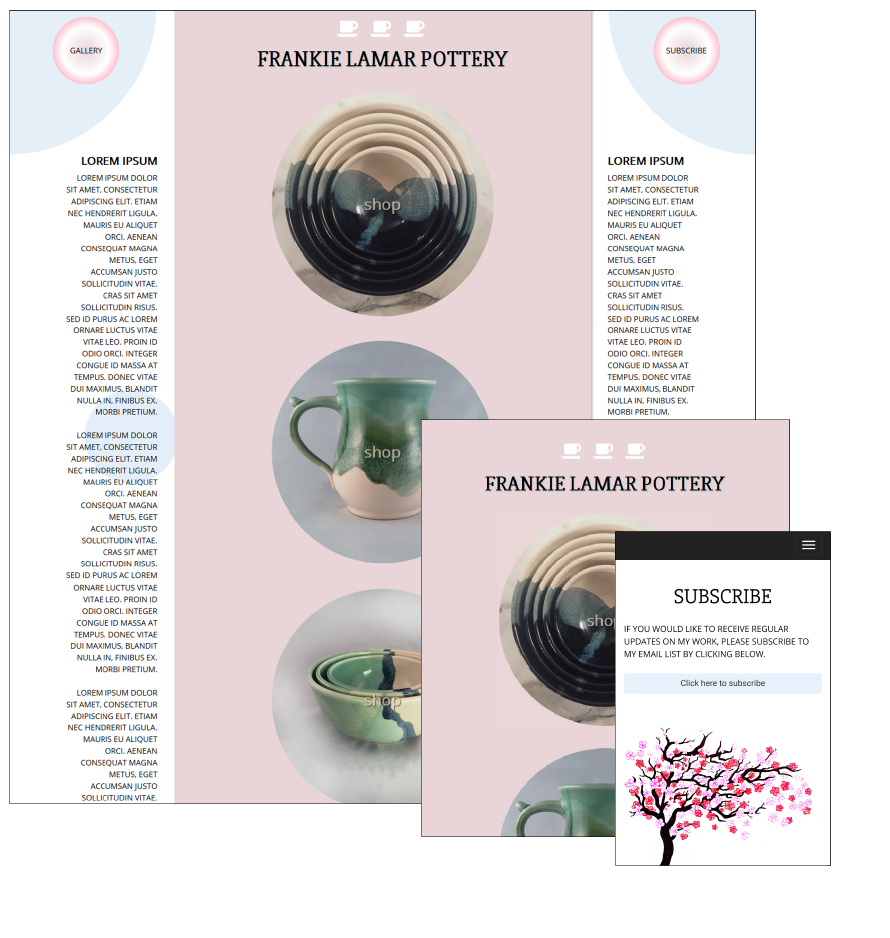 GALLERY
LOREM IPSUM
LOREM IPSUM DOLOR
SIT AMET, CONSECTETUR
ADIPISCING ELIT. ETIAM
NEC HENDRERIT LIGULA.
MAURIS EU ALIQUET
ORCI. AENEAN
CONSEQUAT MAGNA
METUS, EGET
ACCUMSAN JUSTO
SOLLICITUDIN VITAE.
CRAS SIT AMET
SOLLICITUDIN RISUS.
SED ID PURUS AC LOREM
ORNARE LUCTUS VITAE
VITAE LEO. PROIN ID
ODIO ORCI. INTEGER
CONGUE ID MASSA AT
TEMPUS. DONEC VITAE
DUI MAXIMUS, BLANDIT
NULLA IN, FINIBUS EX.
MORBI PRETIUM.
LOREM IPSUM DOLOR
SIT AMET, CONSECTETUR
ADIPISCING ELIT. ETIAM
NEC HENDRERIT LIGULA.
MAURIS EU ALIQUET
ORCI. AENEAN
CONSEQUAT MAGNA
METUS, EGET
ACCUMSAN JUSTO
SOLLICITUDIN VITAE.
CRAS SIT AMET
SOLLICITUDIN RISUS.
SED ID PURUS AC LOREM
ORNARE LUCTUS VITAE
VITAE LEO. PROIN ID
ODIO ORCI. INTEGER
CONGUE ID MASSA AT
TEMPUS. DONEC VITAE
DUI MAXIMUS, BLANDIT
NULLA IN, FINIBUS EX.
MORBI PRETIUM.
LOREM IPSUM DOLOR
SIT AMET, CONSECTETUR
ADIPISCING ELIT. ETIAM
NEC HENDRERIT LIGULA.
MAURIS EU ALIQUET
ORCI. AENEAN
CONSEQUAT MAGNA
METUS, EGET
ACCUMSAN JUSTO
SOLLICITUDIN VITAE.
FRANKIE LAMAR POTTERY
shop
shop
shop
SUBSCRIBE
LOREM IPSUM
LOREM IPSUM DOLOR
SIT AMET, CONSECTETUR
ADIPISCING ELIT. ETIAM
NEC HENDRERIT LIGULA.
MAURIS EU ALIQUET
ORCI. AENEAN
CONSEQUAT MAGNA
METUS, EGET
ACCUMSAN JUSTO
SOLLICITUDIN VITAE.
CRAS SIT AMET
SOLLICITUDIN RISUS.
SED ID PURUS AC LOREM
ORNARE LUCTUS VITAE
VITAE LEO. PROIN ID
ODIO ORCI. INTEGER
CONGUE ID MASSA AT
TEMPUS. DONEC VITAE
DUI MAXIMUS, BLANDIT
NULLA IN, FINIBUS EX.
MORBI PRETIUM.
FRANKIE LAMAR POTTERY
sho
SUBSCRIBE
IF YOU WOULD LIKE TO RECEIVE REGULAR
UPDATES ON MY WORK, PLEASE SUBSCRIBE TO
MY EMAIL LIST BY CLICKING BELOW.
Click here to subscribe